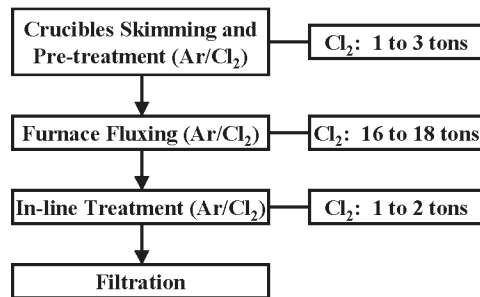 Crucibles Skimming and
Pre-treatment (Ar/Cl₂)
Cl₂: 1 to 3 tons
Furnace Fluxing (Ar/Cl₂)
Cl₂: 16 to 18 tons
In-line Treatment (Ar/Cl₂)
Cl₂: 1 to 2 tons
Filtration